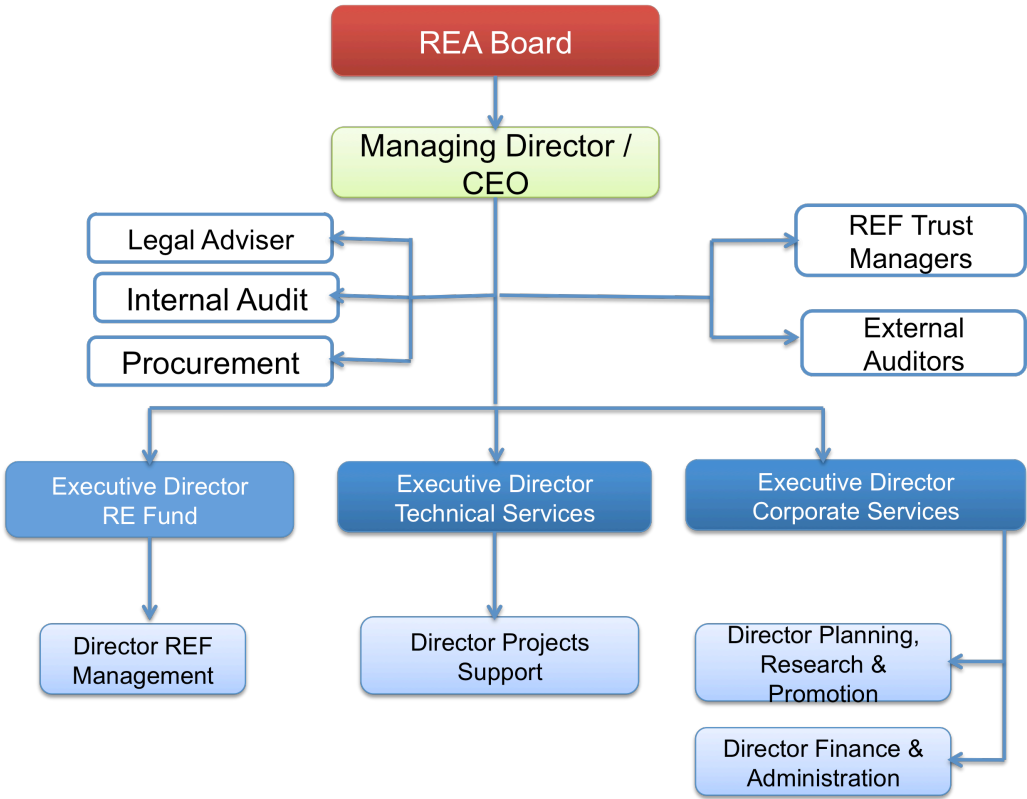 REA Board
Managing Director /
CEO
Legal Adviser
Internal Audit
Procurement
REF Trust
Managers
External
Auditors
Executive Director
RE Fund
Executive Director
Technical Services
Executive Director
Corporate Services
Director REF
Management
Director Projects
Support
Director Planning,
Research &
Promotion
Director Finance &
Administration